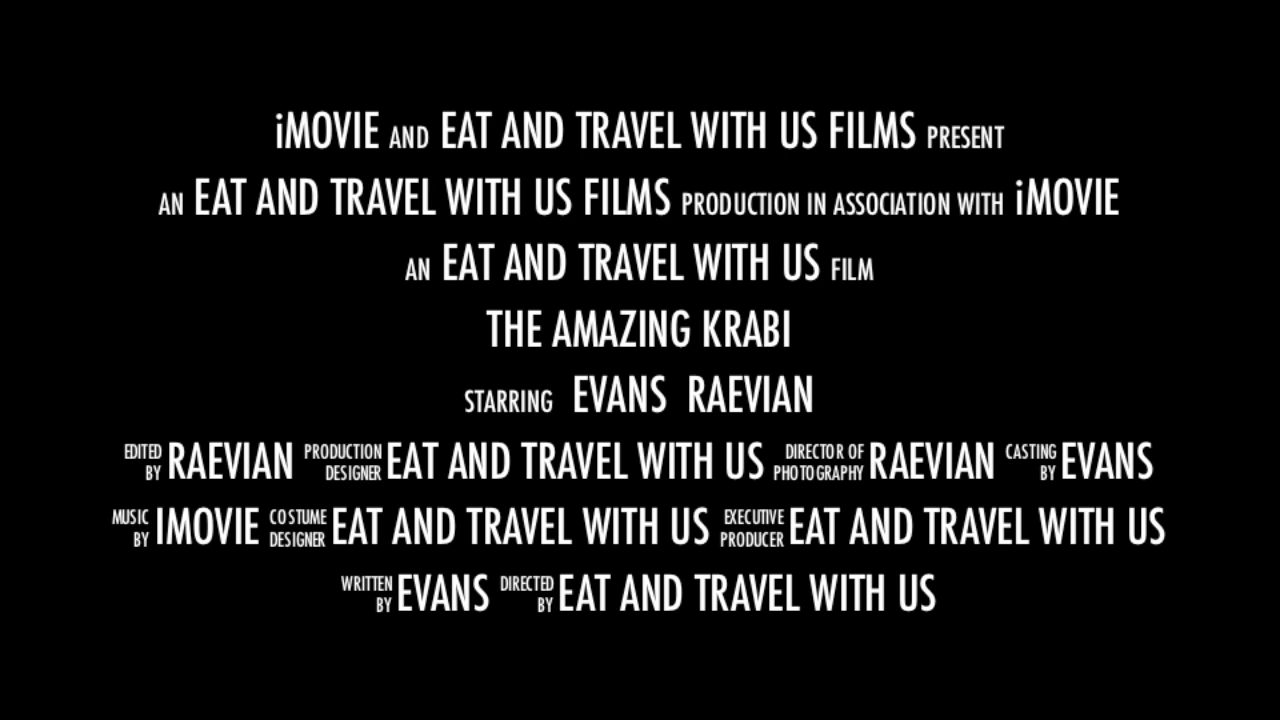 iMOVIE AND EAT AND TRAVEL WITH US FILMS PRESENT
AN EAT AND TRAVEL WITH US FILMS PRODUCTION IN ASSOCIATION WITH iMOVIE
AN EAT AND TRAVEL WITH US FILM
THE AMAZING KRABI
STARRING EVANS RAEVIAN
EDITED BY RAEVIAN PRODUCTION DESIGNER EAT AND TRAVEL WITH US DIRECTOR OF PHOTOGRAPHY RAEVIAN CASTING BY EVANS
MUSIC BY IMOVIE COSTUME DESIGNER EAT AND TRAVEL WITH US EXECUTIVE PRODUCER EAT AND TRAVEL WITH US
WRITTEN BY EVANS DIRECTED BY EAT AND TRAVEL WITH US